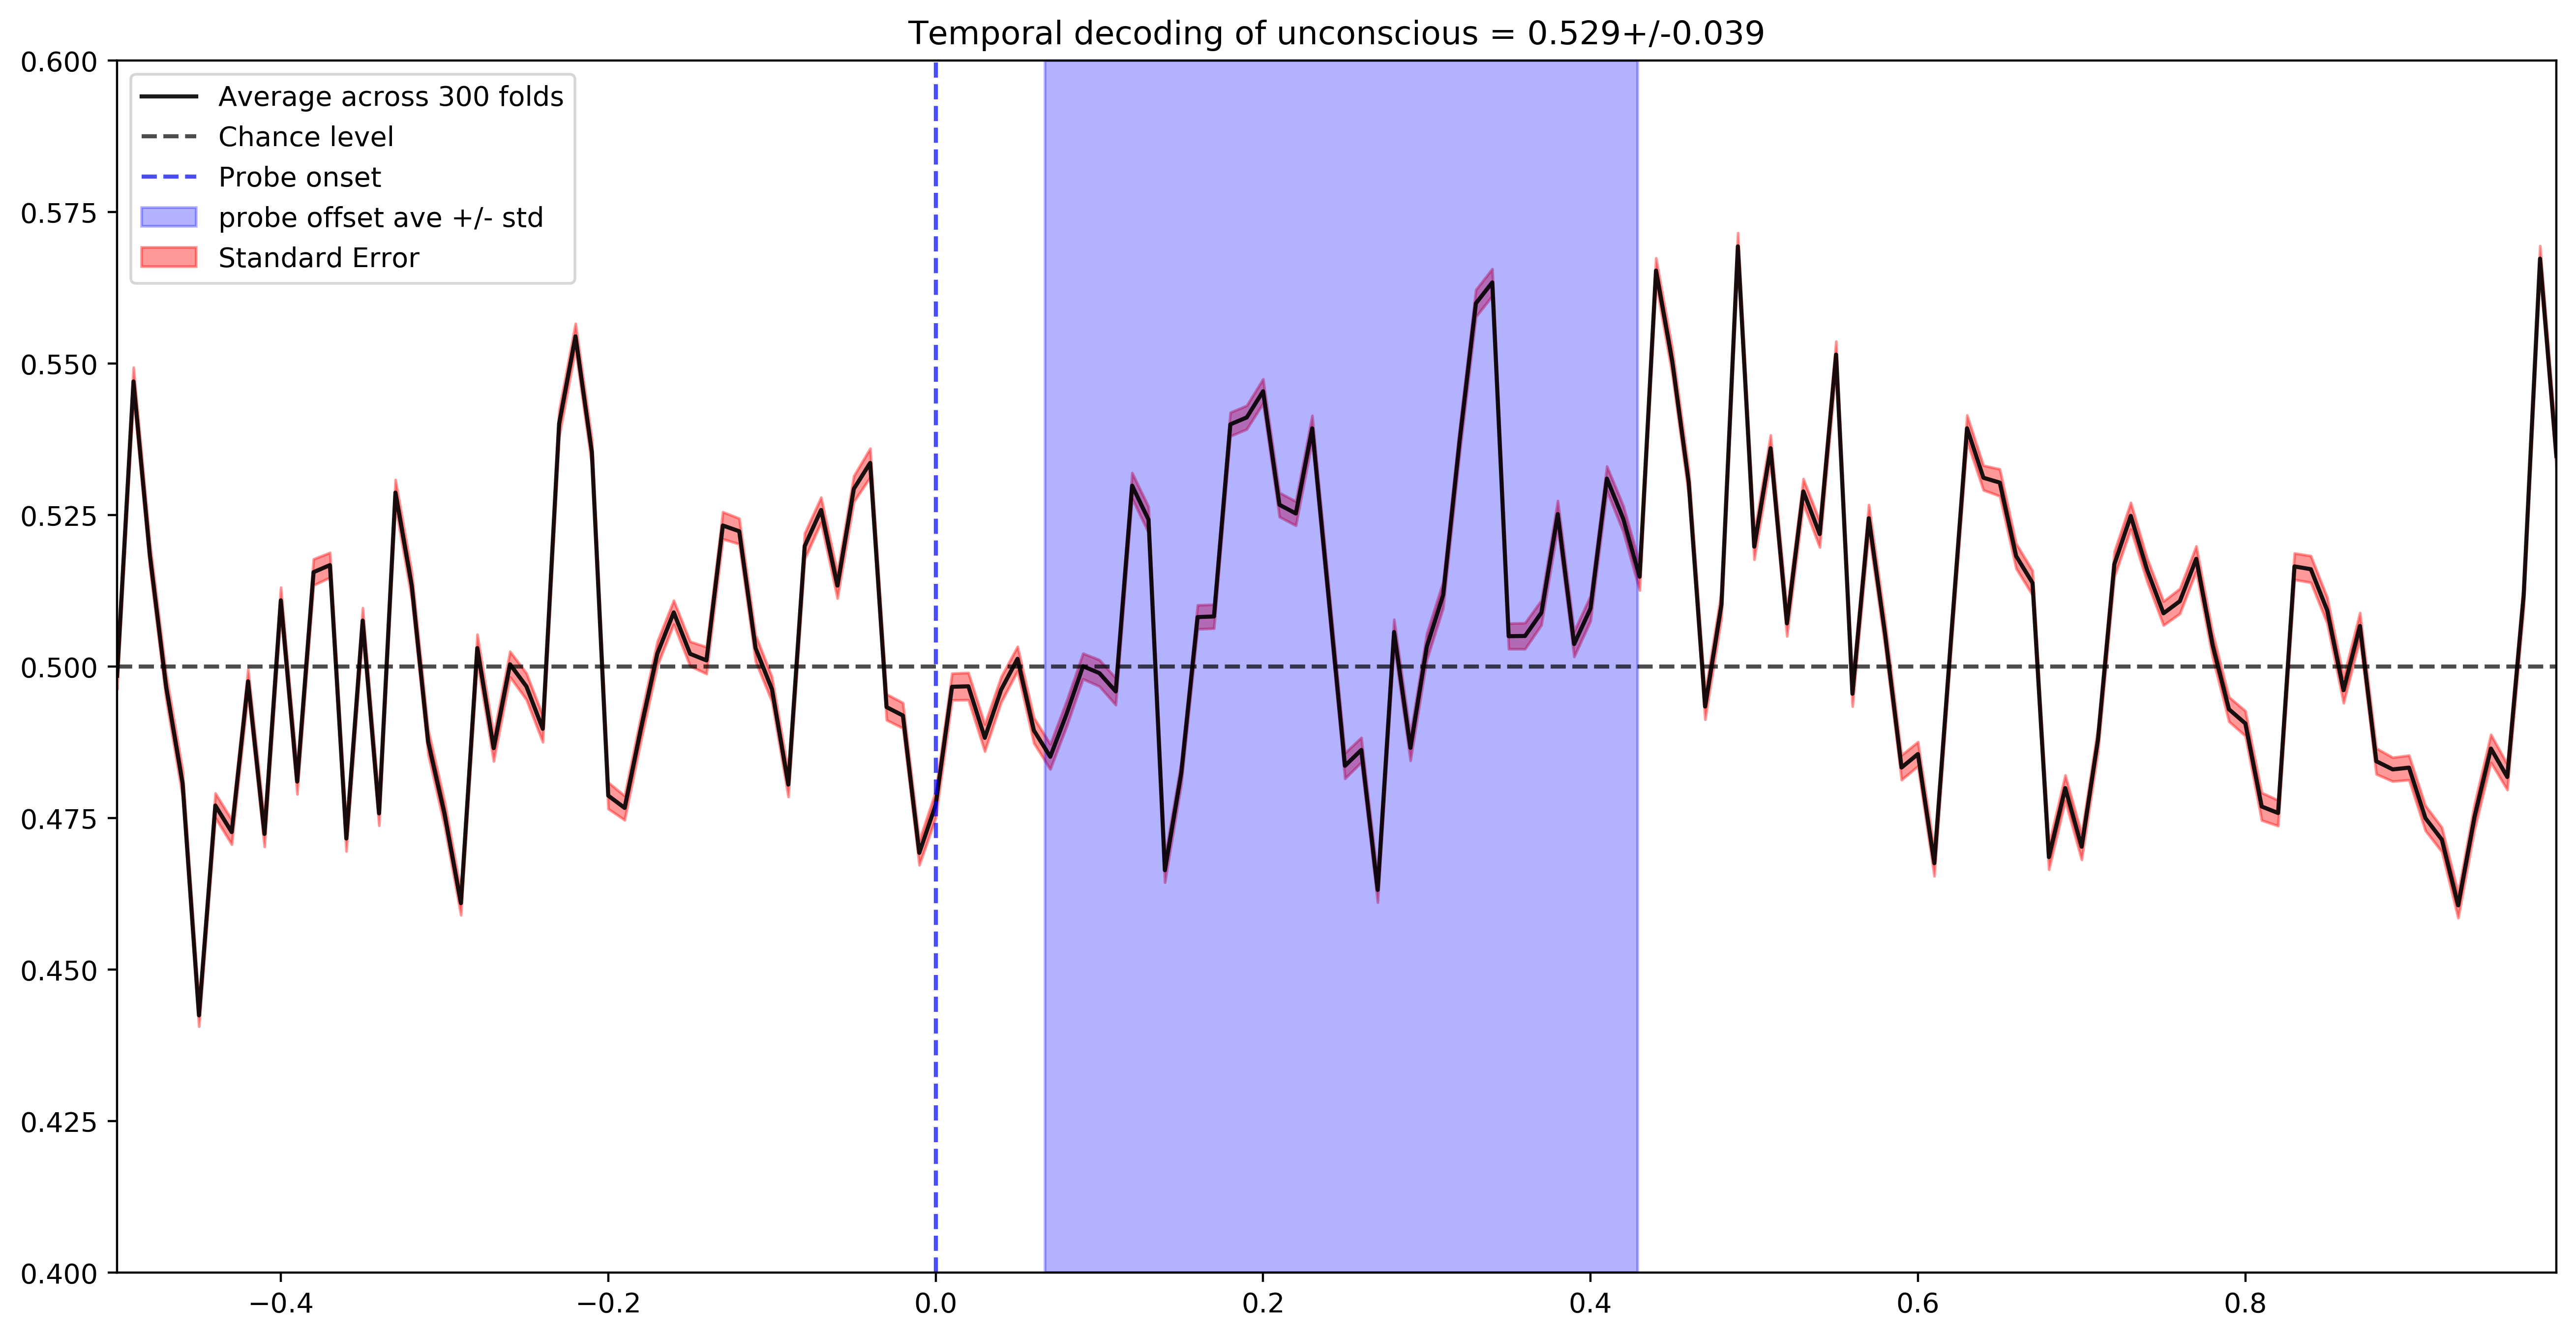 Temporal decoding of unconscious = 0.529+/-0.039
0.600
0.575
0.550
0.525
0.500
0.475
0.450
0.425
0.400
Average across 300 folds
Chance level
Probe onset
probe offset ave +/- std
Standard Error
−0.4 −0.2 0.0 0.2 0.4 0.6 0.8